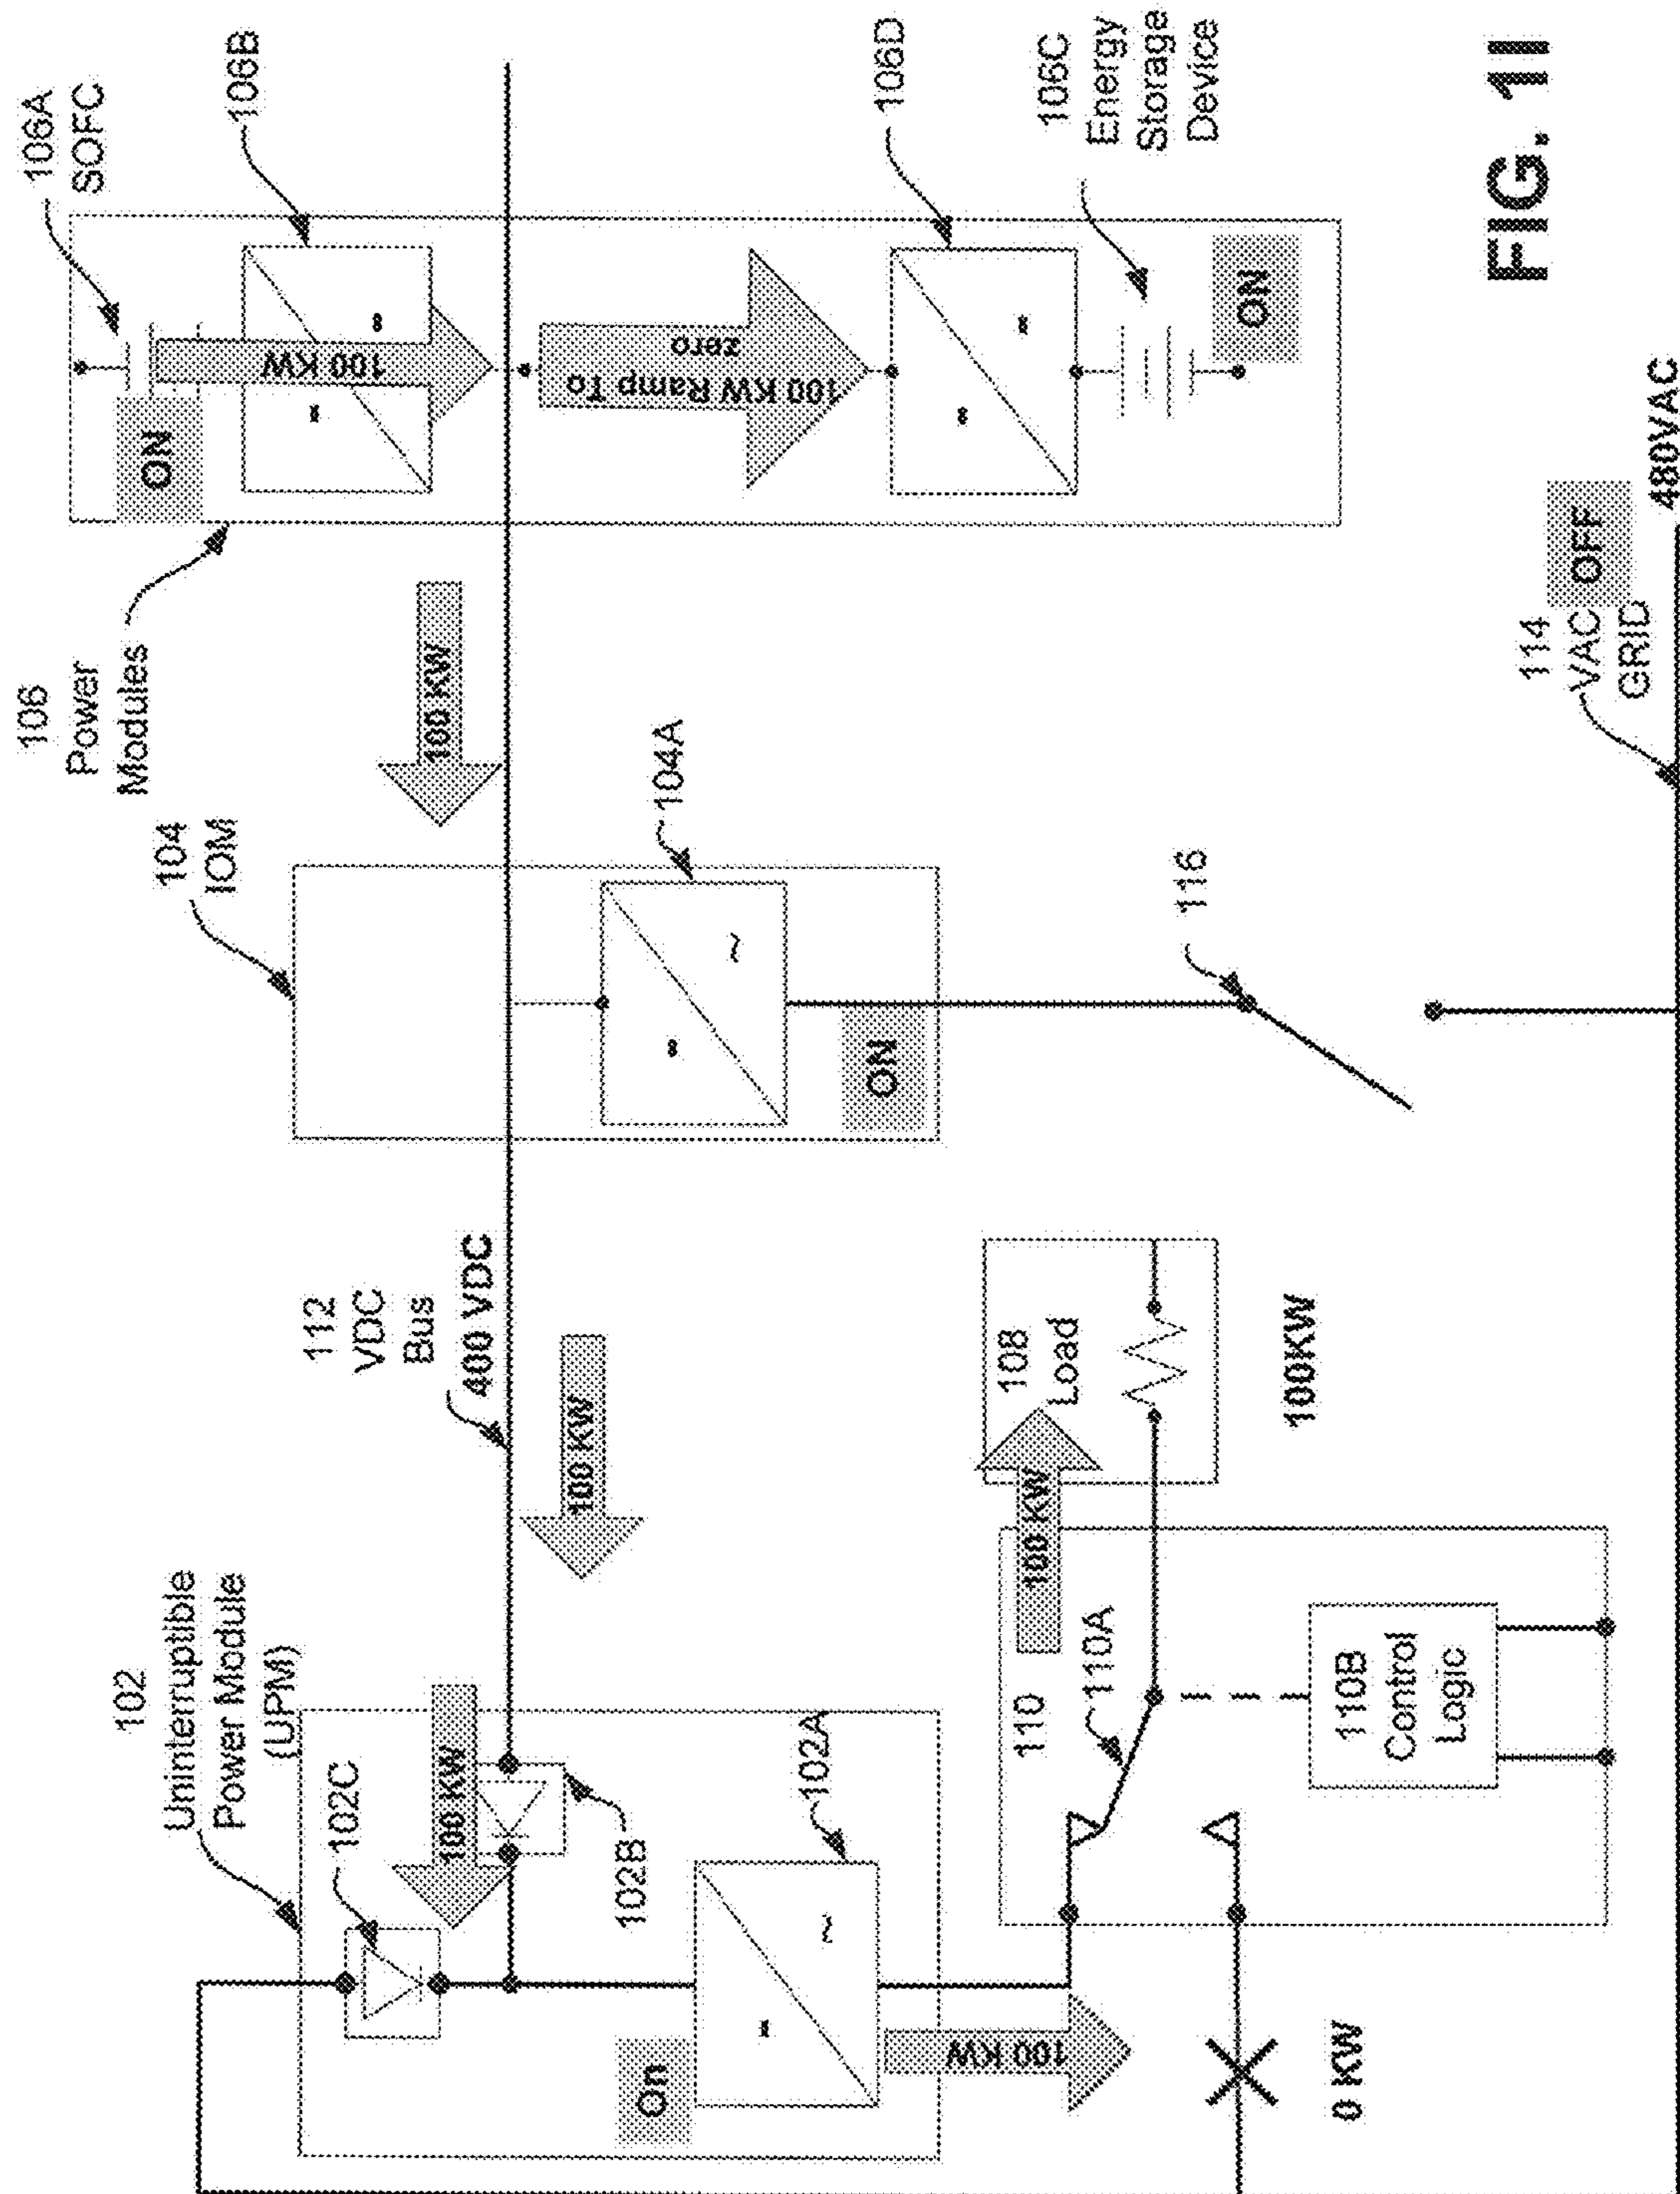 102
Uninterruptible
Power Module
(UPM)
102C
100 KW
102B
102A
On
100 KW
0 KW
112
VDC
Bus
400 VDC
100 KW
110
110A
100 KW
108
Load
100KW
110B
Control
Logic
104
IOM
104A
ON
116
100 KW
106
Power
Modules
106A
SOFC
ON
100 KW
106B
100 KW Ramp To
zero
106D
106C
Energy
Storage
Device
ON
114
VAC
GRID
OFF
480VAC
FIG. 1I